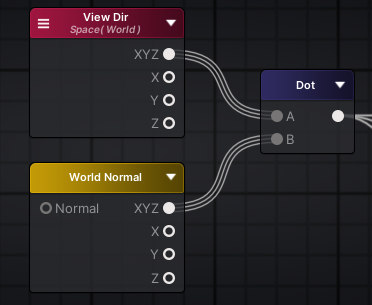 View Dir
Space( World )
XYZ
X
Y
Z
Dot
A
B
World Normal
Normal XYZ
X
Y
Z